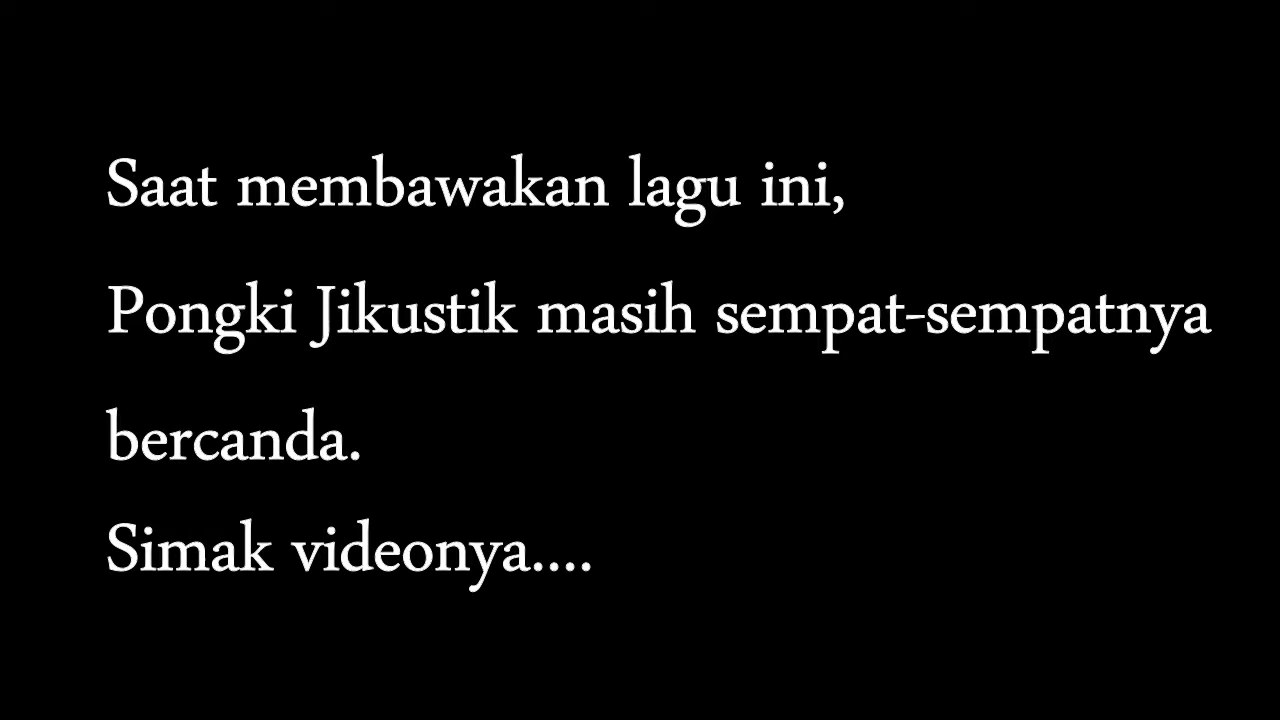 Saat membawakan lagu ini,
Pongki Jikustik masih sempat-sempatnya
bercanda.
Simak videonya....